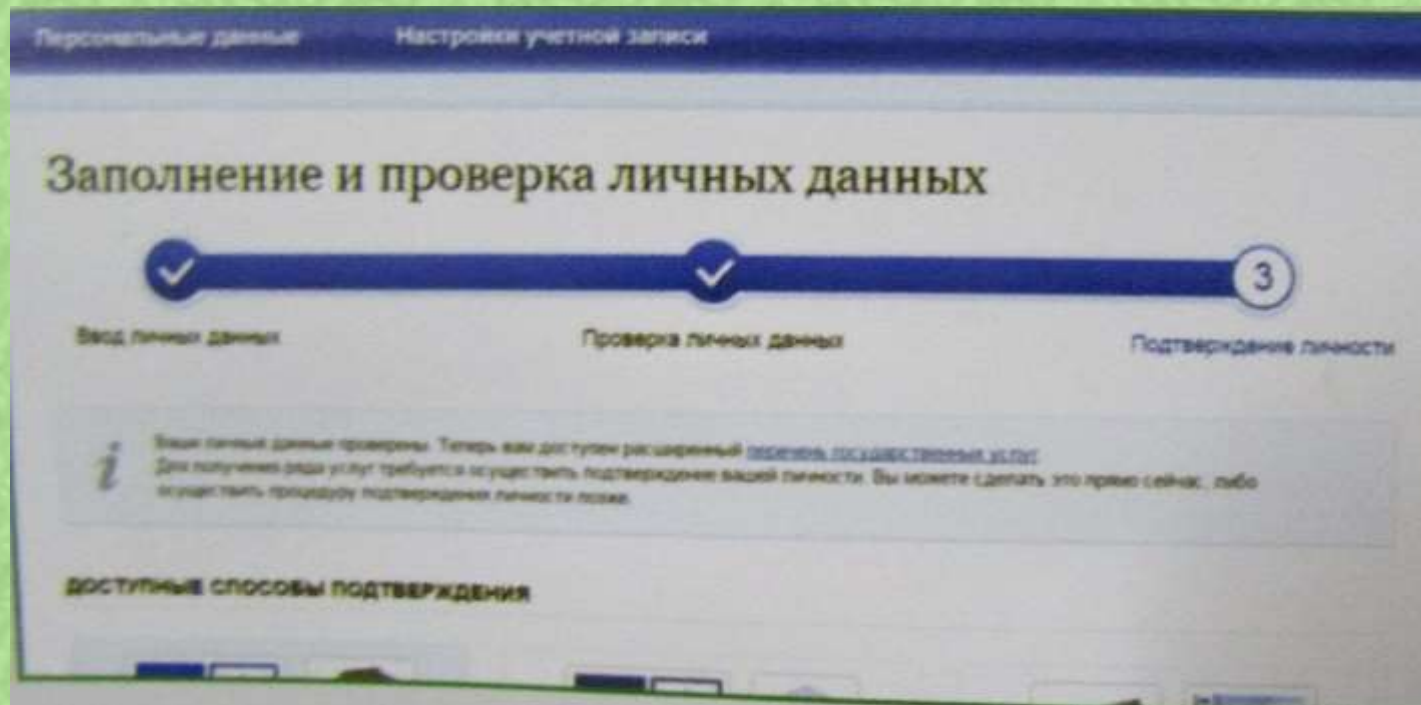 Персональные данные
Настройки учетной записи
Заполнение и проверка личных данных
3
Ввод личных данных
Проверка личных данных
Подтверждение личности
Ваши личные данные проверены. Теперь вам доступен расширенный перечень государственных услуг.
Для получения ряда услуг требуется осуществить подтверждение вашей личности. Вы можете сделать это прямо сейчас, либо
осуществить процедуру подтверждения личности позже.
ДОСТУПНЫЕ СПОСОБЫ ПОДТВЕРЖДЕНИЯ